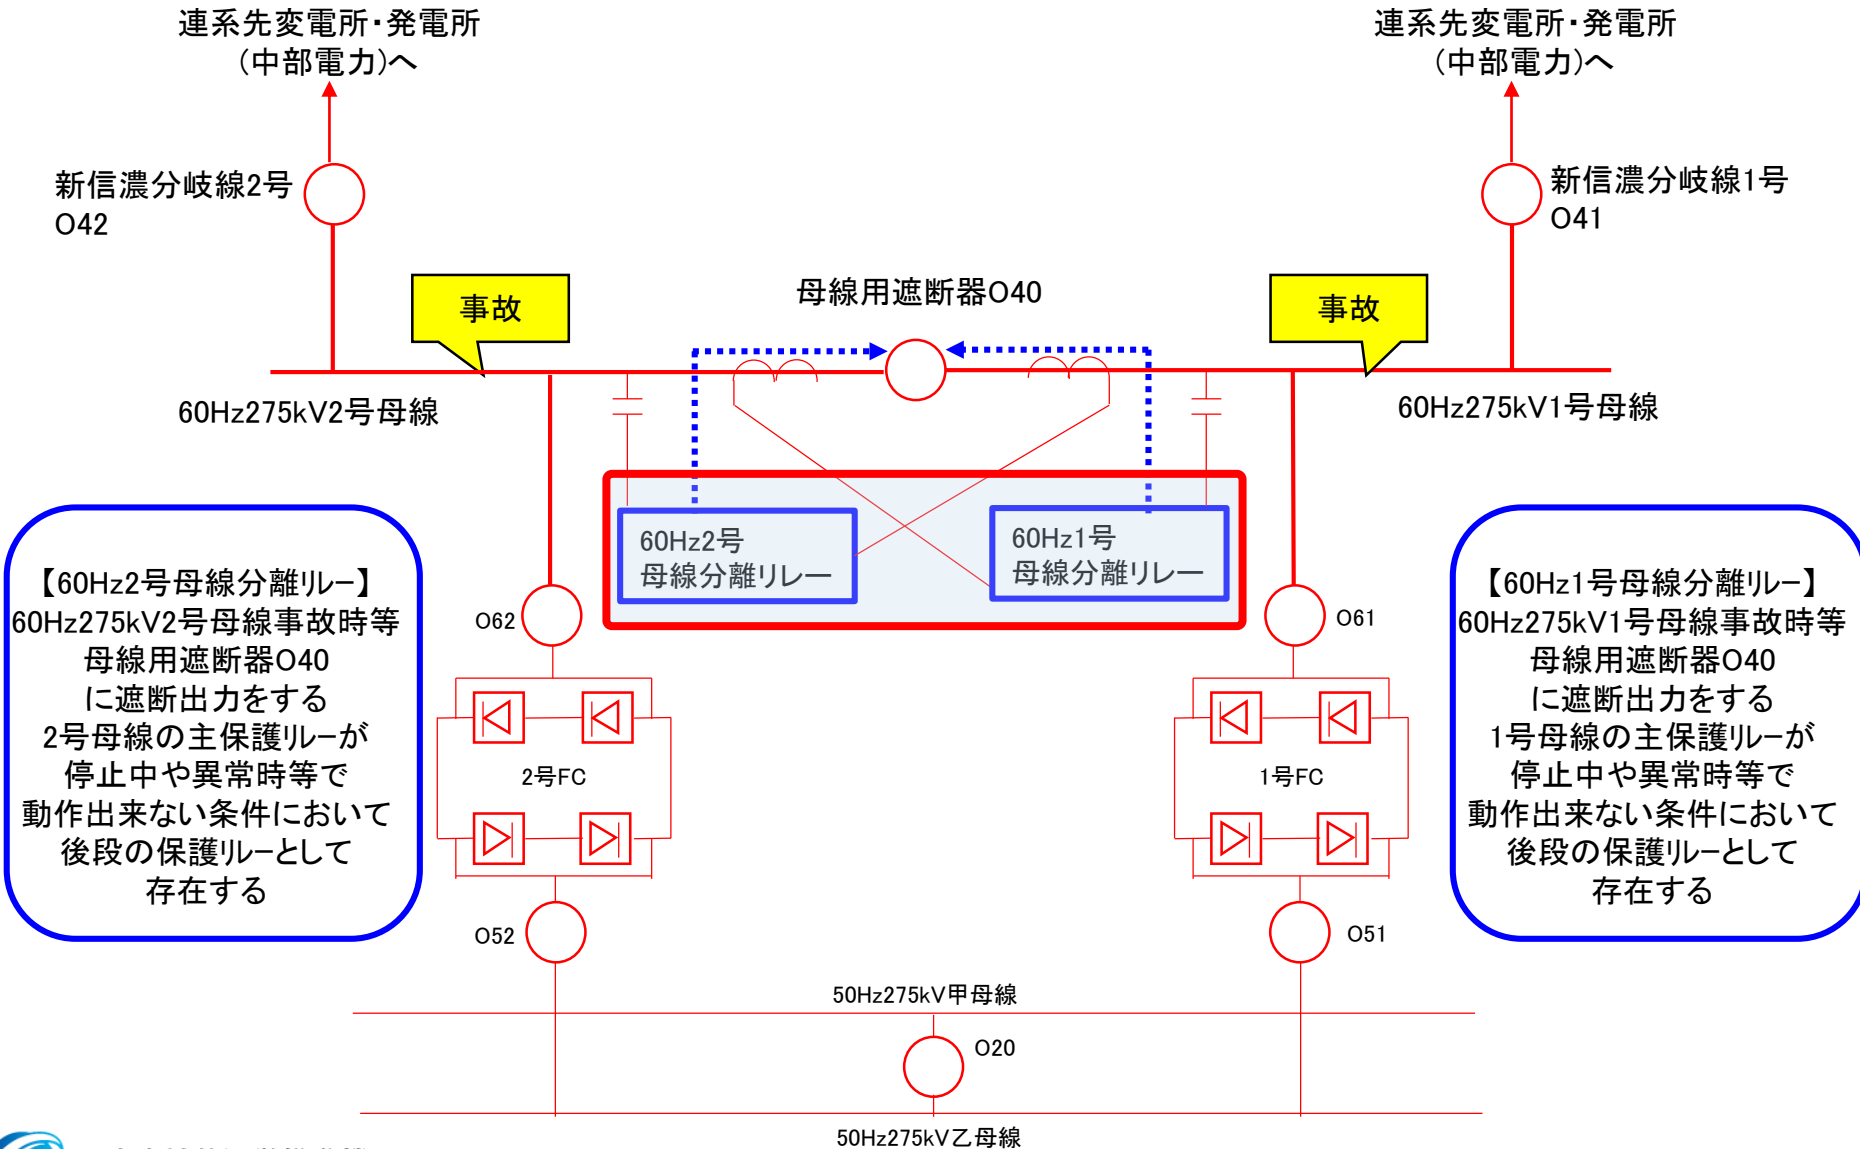 連系先変電所・発電所
(中部電力)へ
連系先変電所・発電所
(中部電力)へ
新信濃分岐線2号
O42
新信濃分岐線1号
O41
事故
母線用遮断器O40
事故
60Hz275kV2号母線
60Hz275kV1号母線
60Hz2号
母線分離リレー
60Hz1号
母線分離リレー
【60Hz2号母線分離リレー】
60Hz275kV2号母線事故時等
母線用遮断器O40
に遮断出力をする
2号母線の主保護リレーが
停止中や異常時等で
動作出来ない条件において
後段の保護リレーとして
存在する
O62
O61
【60Hz1号母線分離リレー】
60Hz275kV1号母線事故時等
母線用遮断器O40
に遮断出力をする
1号母線の主保護リレーが
停止中や異常時等で
動作出来ない条件において
後段の保護リレーとして
存在する
2号FC
1号FC
O52
O51
50Hz275kV甲母線
O20
50Hz275kV乙母線